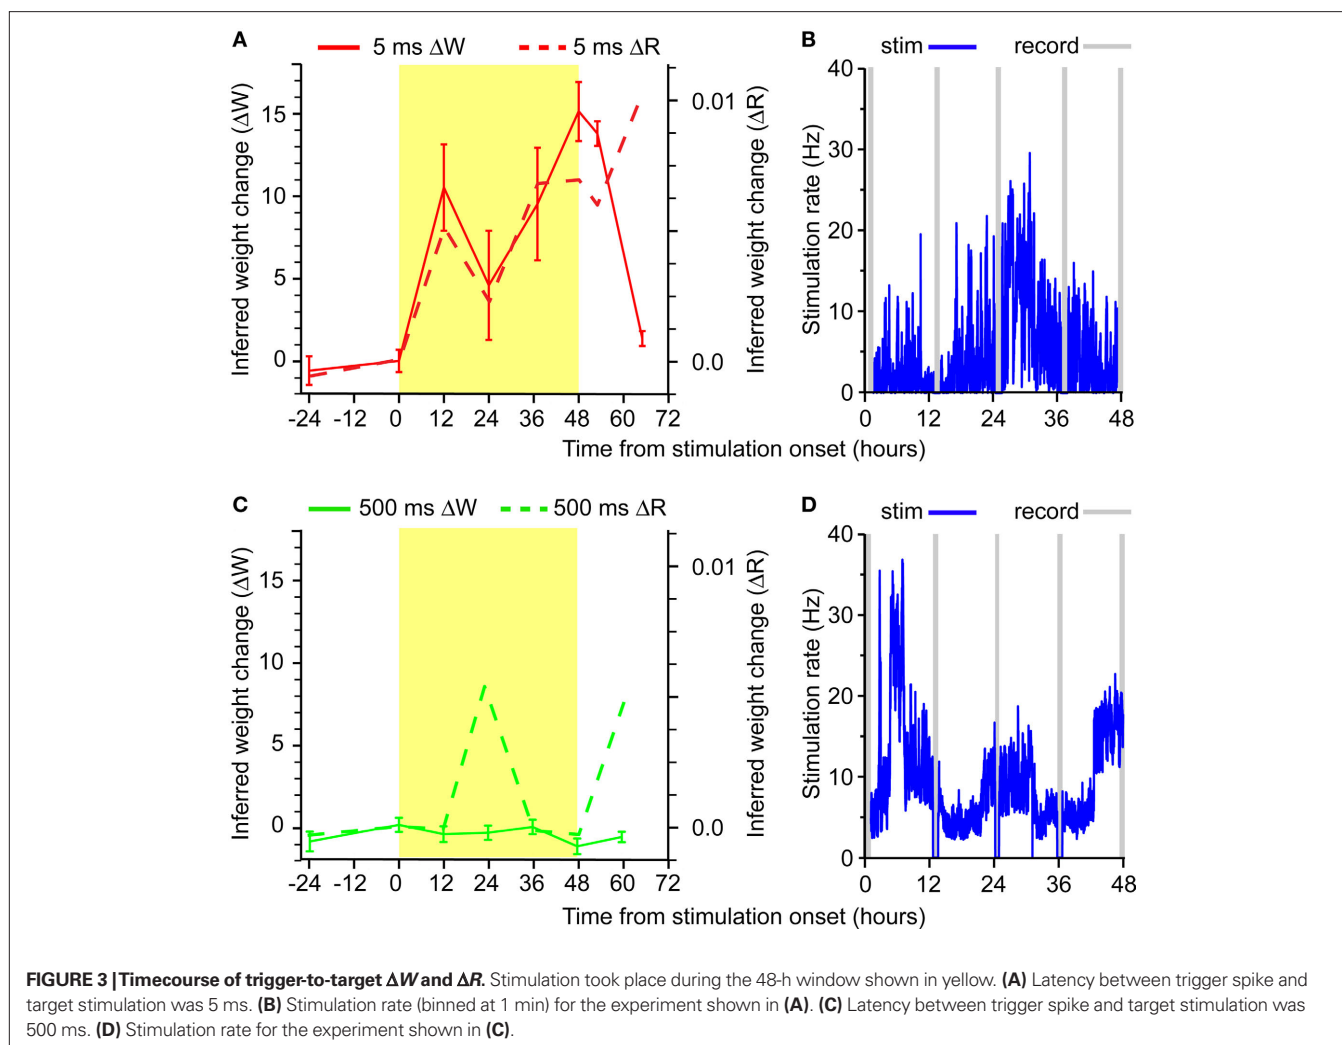 A
5 ms ΔW
5 ms ΔR
Inferred weight change (ΔW)
15
10
5
0
Inferred weight change (ΔR)
0.01
0.0
-24 -12 0 12 24 36 48 60 72
Time from stimulation onset (hours)
B
stim
record
Stimulation rate (Hz)
40
30
20
10
0
0 12 24 36 48
C
500 ms ΔW
500 ms ΔR
Inferred weight change (ΔW)
15
10
5
0
Inferred weight change (ΔR)
0.01
0.0
-24 -12 0 12 24 36 48 60 72
Time from stimulation onset (hours)
D
stim
record
Stimulation rate (Hz)
40
30
20
10
0
0 12 24 36 48
FIGURE 3 | Timecourse of trigger-to-target ΔW and ΔR. Stimulation took place during the 48-h window shown in yellow. (A) Latency between trigger spike and
target stimulation was 5 ms. (B) Stimulation rate (binned at 1 min) for the experiment shown in (A). (C) Latency between trigger spike and target stimulation was
500 ms. (D) Stimulation rate for the experiment shown in (C).